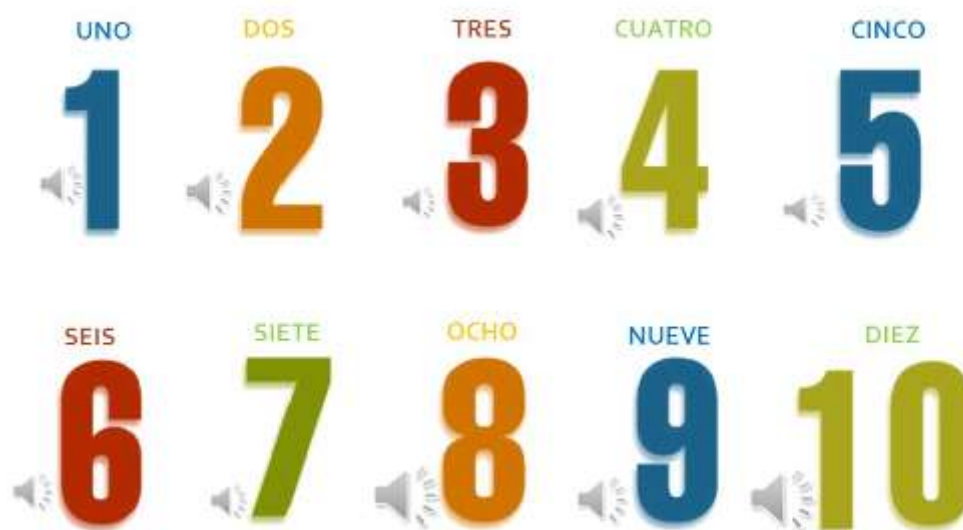 UNO DOS TRES CUATRO CINCO
1 2 3 4 5
SEIS SIETE OCHO NUEVE DIEZ
6 7 8 9 10